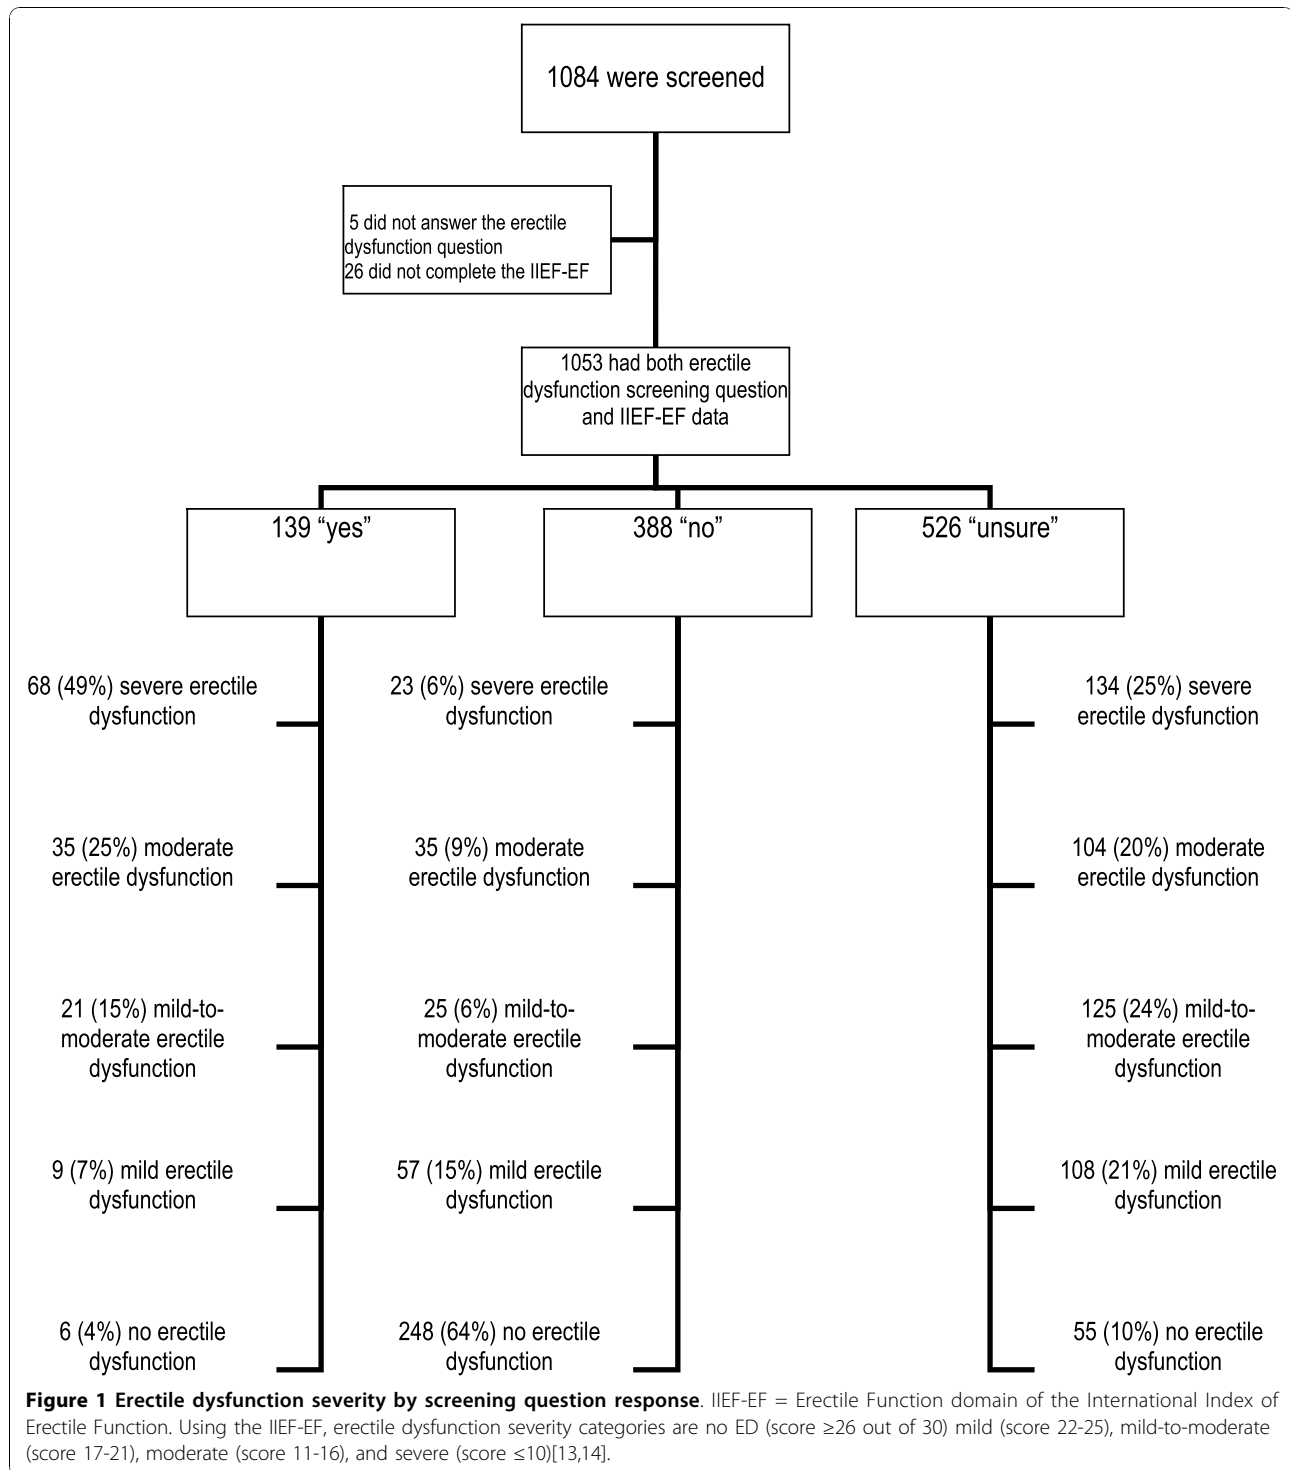 1084 were screened
5 did not answer the erectile
dysfunction question
26 did not complete the IIEF-EF
1053 had both erectile
dysfunction screening question
and IIEF-EF data
139 “yes”
388 “no”
526 “unsure”
68 (49%) severe erectile
dysfunction
23 (6%) severe erectile
dysfunction
134 (25%) severe
erectile dysfunction
35 (25%) moderate
erectile dysfunction
35 (9%) moderate
erectile dysfunction
104 (20%) moderate
erectile dysfunction
21 (15%) mild-to-
moderate erectile
dysfunction
25 (6%) mild-to-
moderate erectile
dysfunction
125 (24%) mild-to-
moderate erectile
dysfunction
9 (7%) mild erectile
dysfunction
57 (15%) mild erectile
dysfunction
108 (21%) mild erectile
dysfunction
6 (4%) no erectile
dysfunction
248 (64%) no erectile
dysfunction
55 (10%) no erectile
dysfunction
Figure 1 Erectile dysfunction severity by screening question response. IIEF-EF = Erectile Function domain of the International Index of
Erectile Function. Using the IIEF-EF, erectile dysfunction severity categories are no ED (score ≥26 out of 30) mild (score 22-25), mild-to-moderate
(score 17-21), moderate (score 11-16), and severe (score ≤10)[13,14].